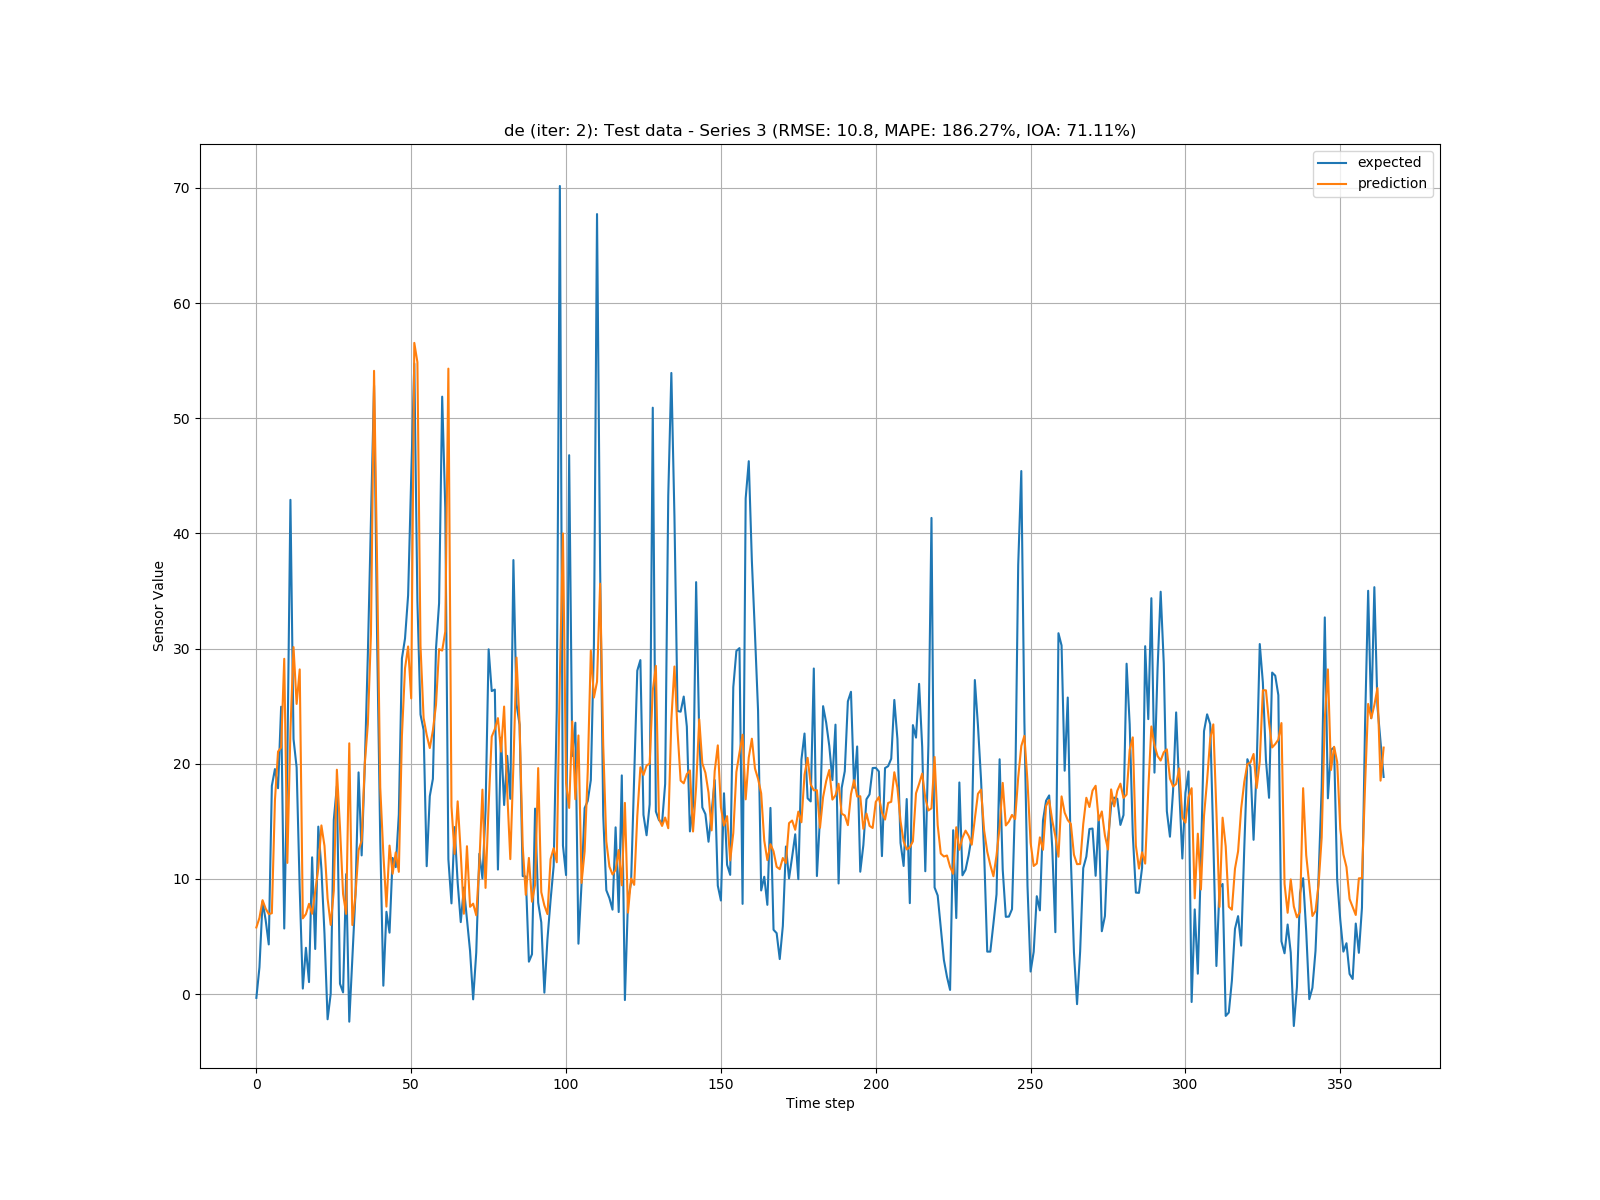 de (iter: 2): Test data - Series 3 (RMSE: 10.8, MAPE: 186.27%, IOA: 71.11%)
expected
prediction
70
60
50
40
30
20
10
0
Sensor Value
0 50 100 150 200 250 300 350
Time step